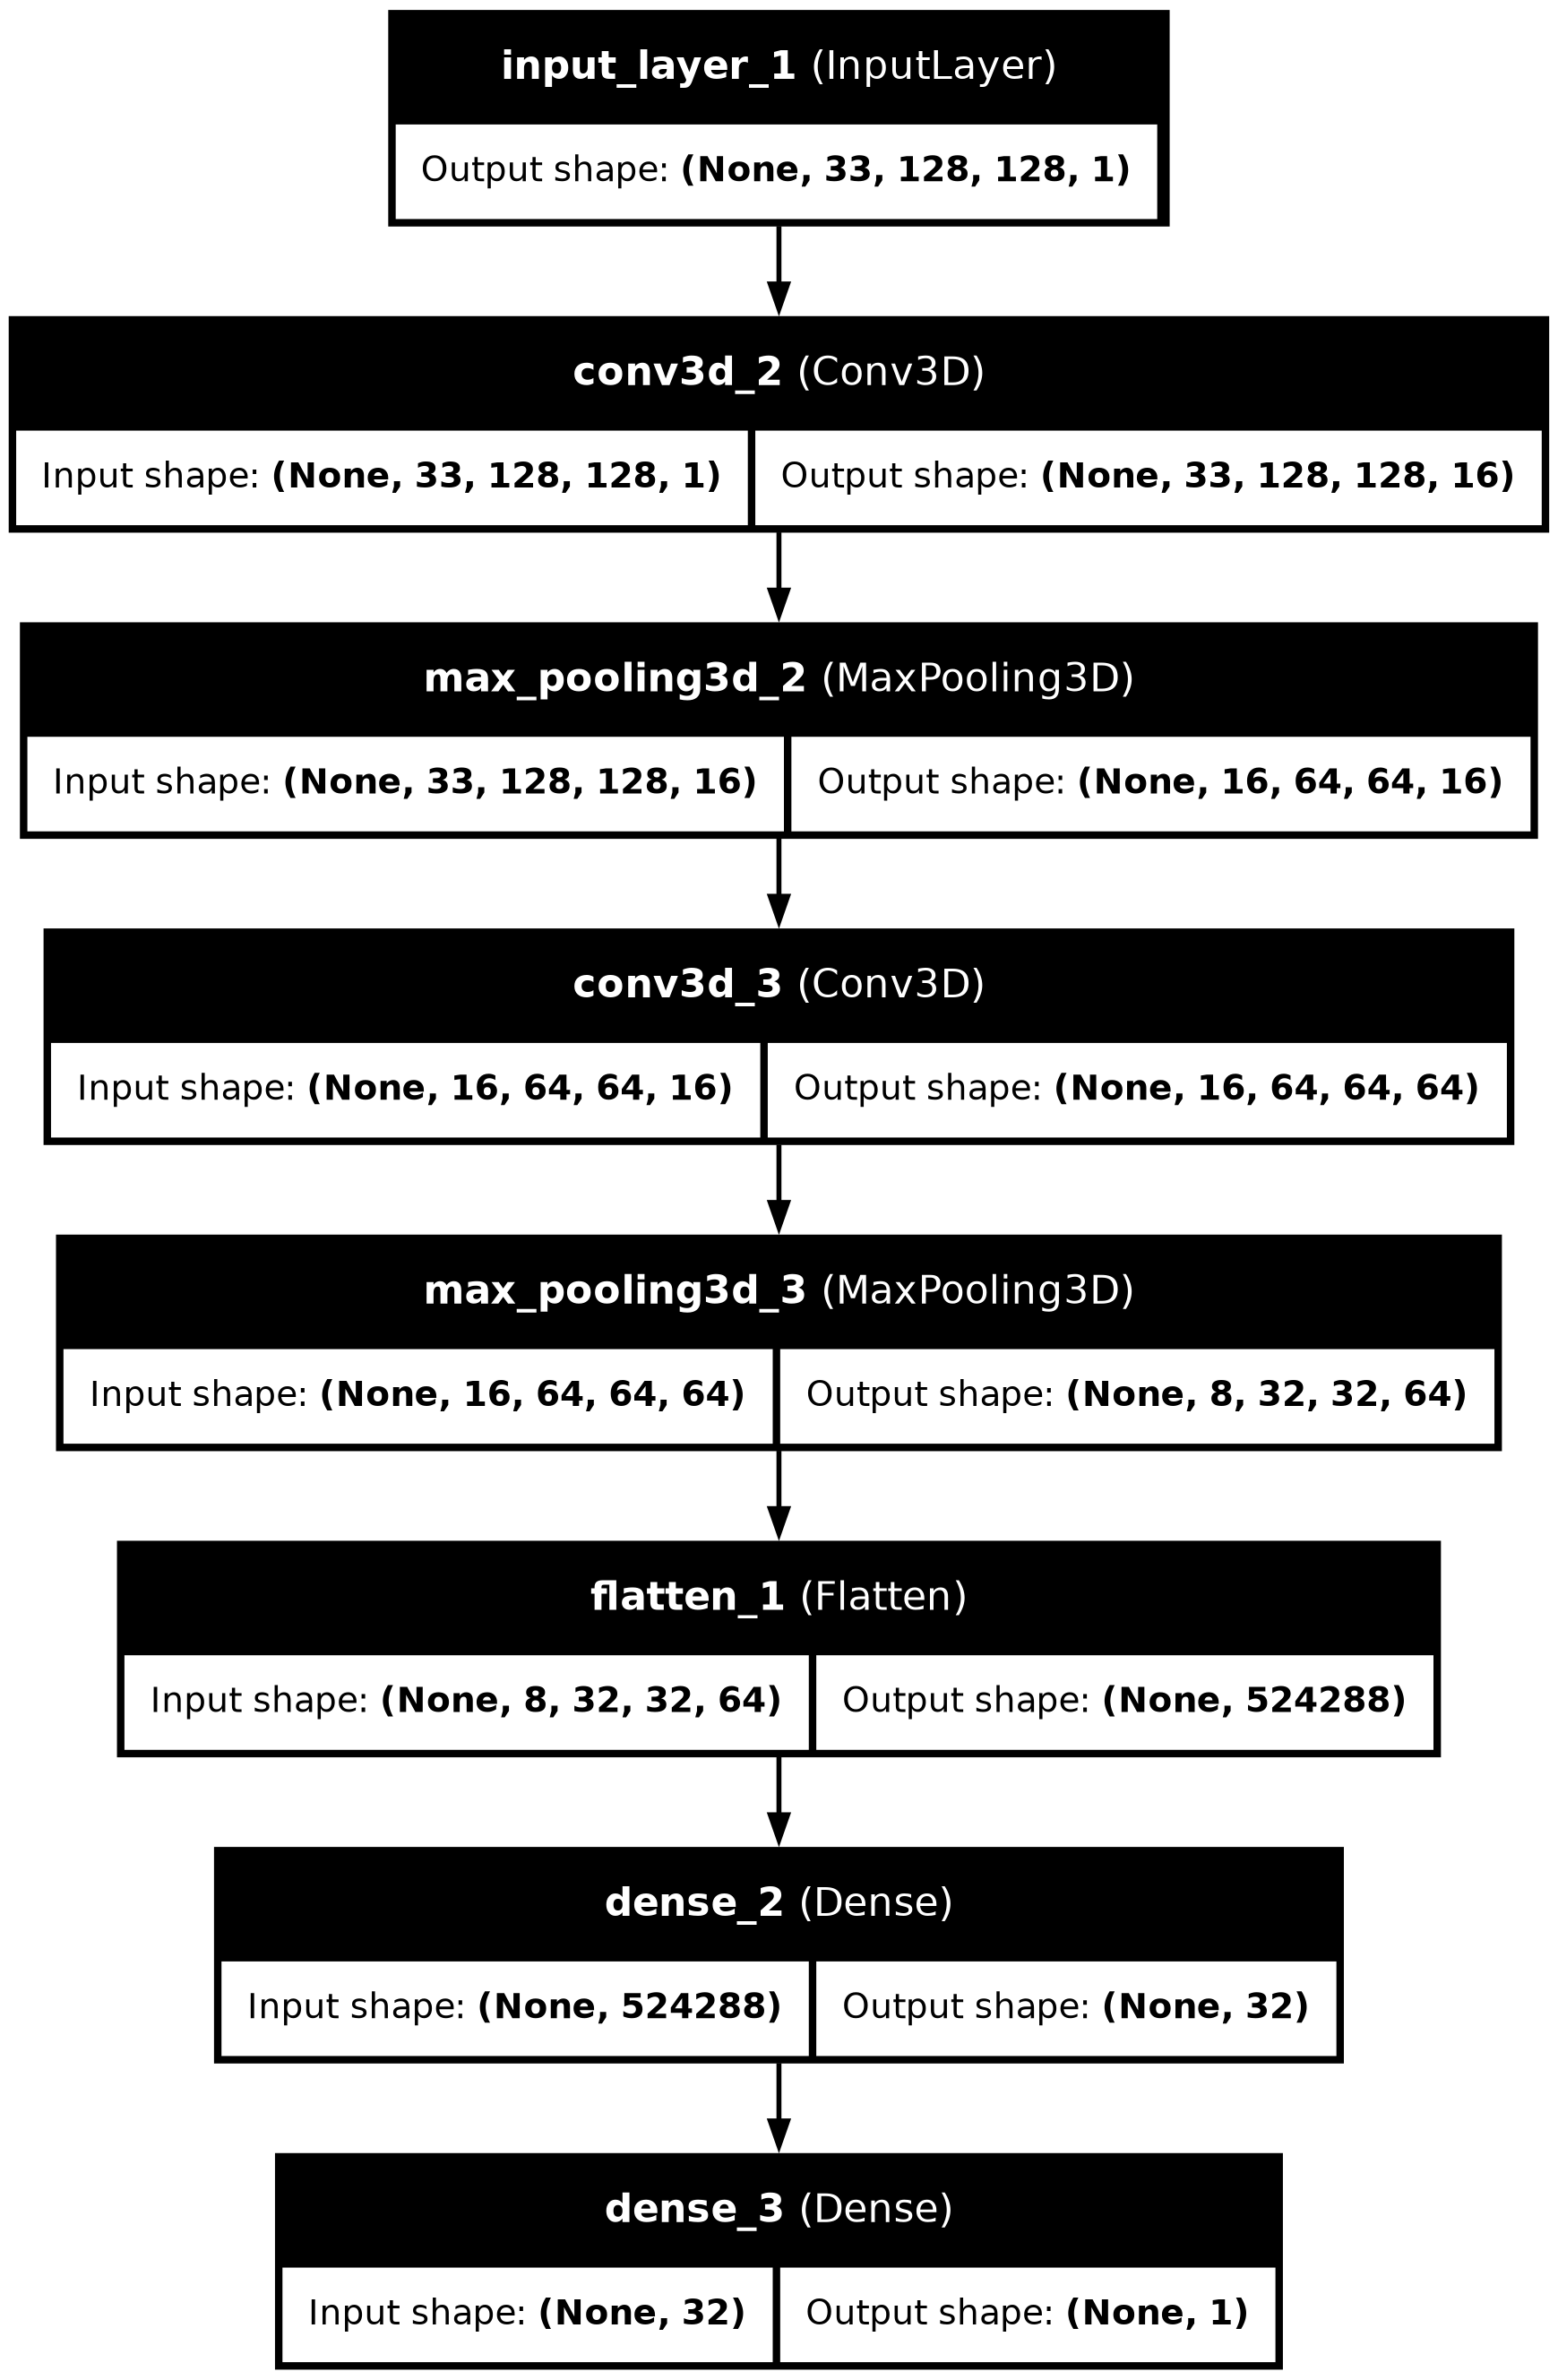 input_layer_1 (InputLayer)
Output shape: (None, 33, 128, 128, 1)
conv3d_2 (Conv3D)
Input shape: (None, 33, 128, 128, 1) Output shape: (None, 33, 128, 128, 16)
max_pooling3d_2 (MaxPooling3D)
Input shape: (None, 33, 128, 128, 16) Output shape: (None, 16, 64, 64, 16)
conv3d_3 (Conv3D)
Input shape: (None, 16, 64, 64, 16) Output shape: (None, 16, 64, 64, 64)
max_pooling3d_3 (MaxPooling3D)
Input shape: (None, 16, 64, 64, 64) Output shape: (None, 8, 32, 32, 64)
flatten_1 (Flatten)
Input shape: (None, 8, 32, 32, 64) Output shape: (None, 524288)
dense_2 (Dense)
Input shape: (None, 524288) Output shape: (None, 32)
dense_3 (Dense)
Input shape: (None, 32) Output shape: (None, 1)